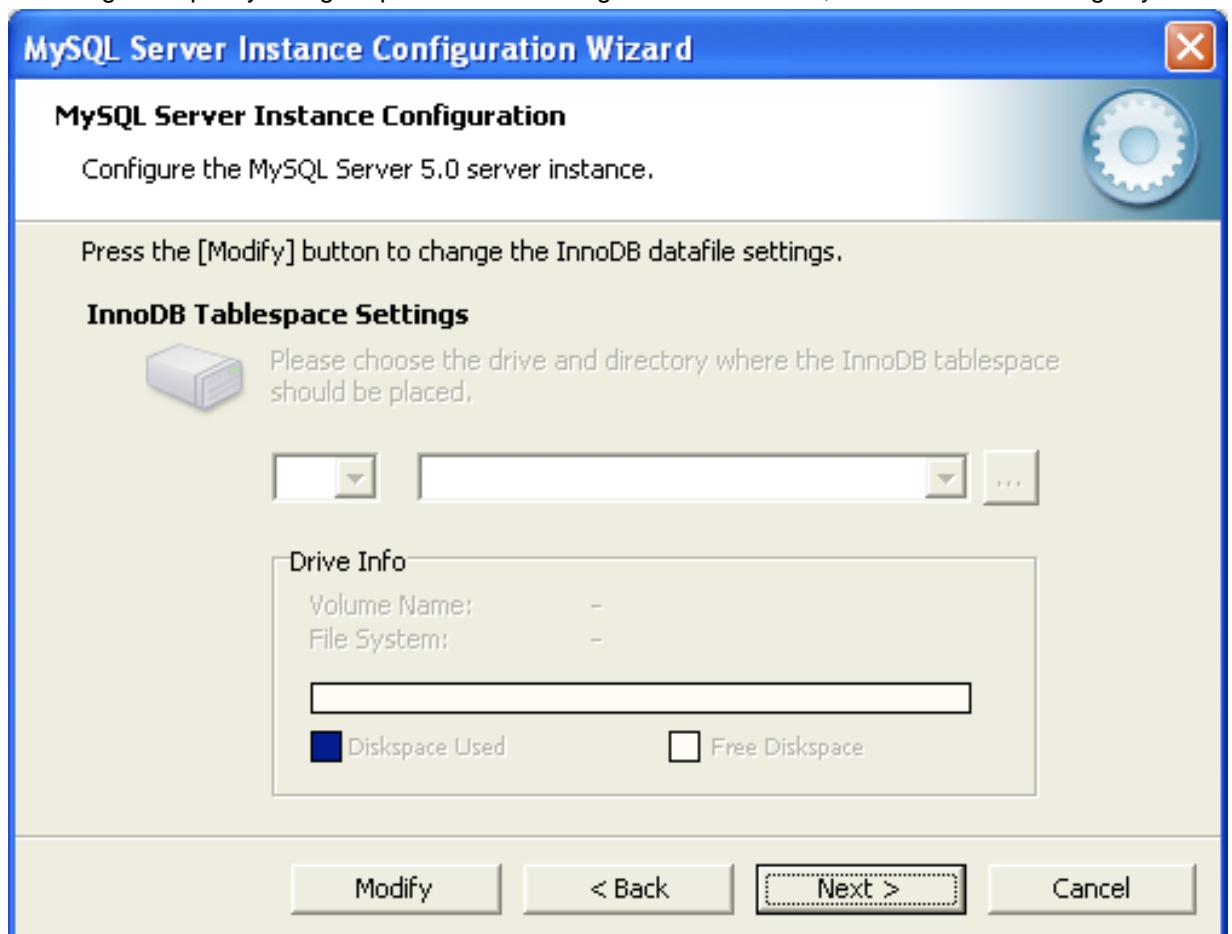 MySQL Server Instance Configuration Wizard
MySQL Server Instance Configuration
Configure the MySQL Server 5.0 server instance.
Press the [Modify] button to change the InnoDB datafile settings.
InnoDB Tablespace Settings
Please choose the drive and directory where the InnoDB tablespace
should be placed.
...
Drive Info
Volume Name: -
File System: -
Diskspace Used Free Diskspace
Modify < Back Next > Cancel